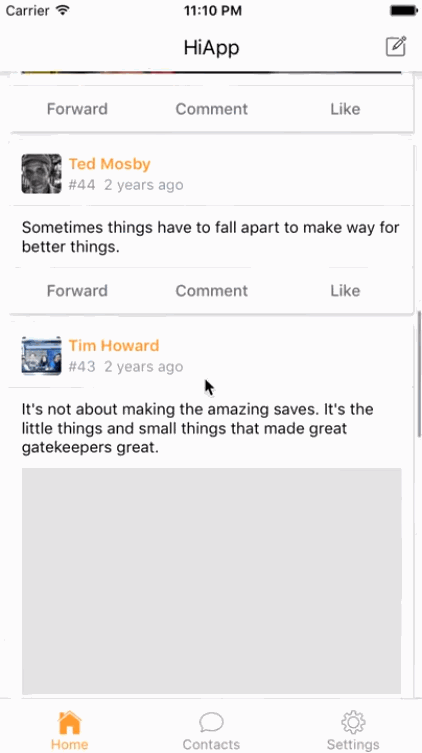 Carrier 11:10 PM
HiApp
Forward Comment Like
Ted Mosby
#44 2 years ago
Sometimes things have to fall apart to make way for
better things.
Forward Comment Like
Tim Howard
#43 2 years ago
It's not about making the amazing saves. It's the
little things and small things that made great
gatekeepers great.
Home Contacts Settings